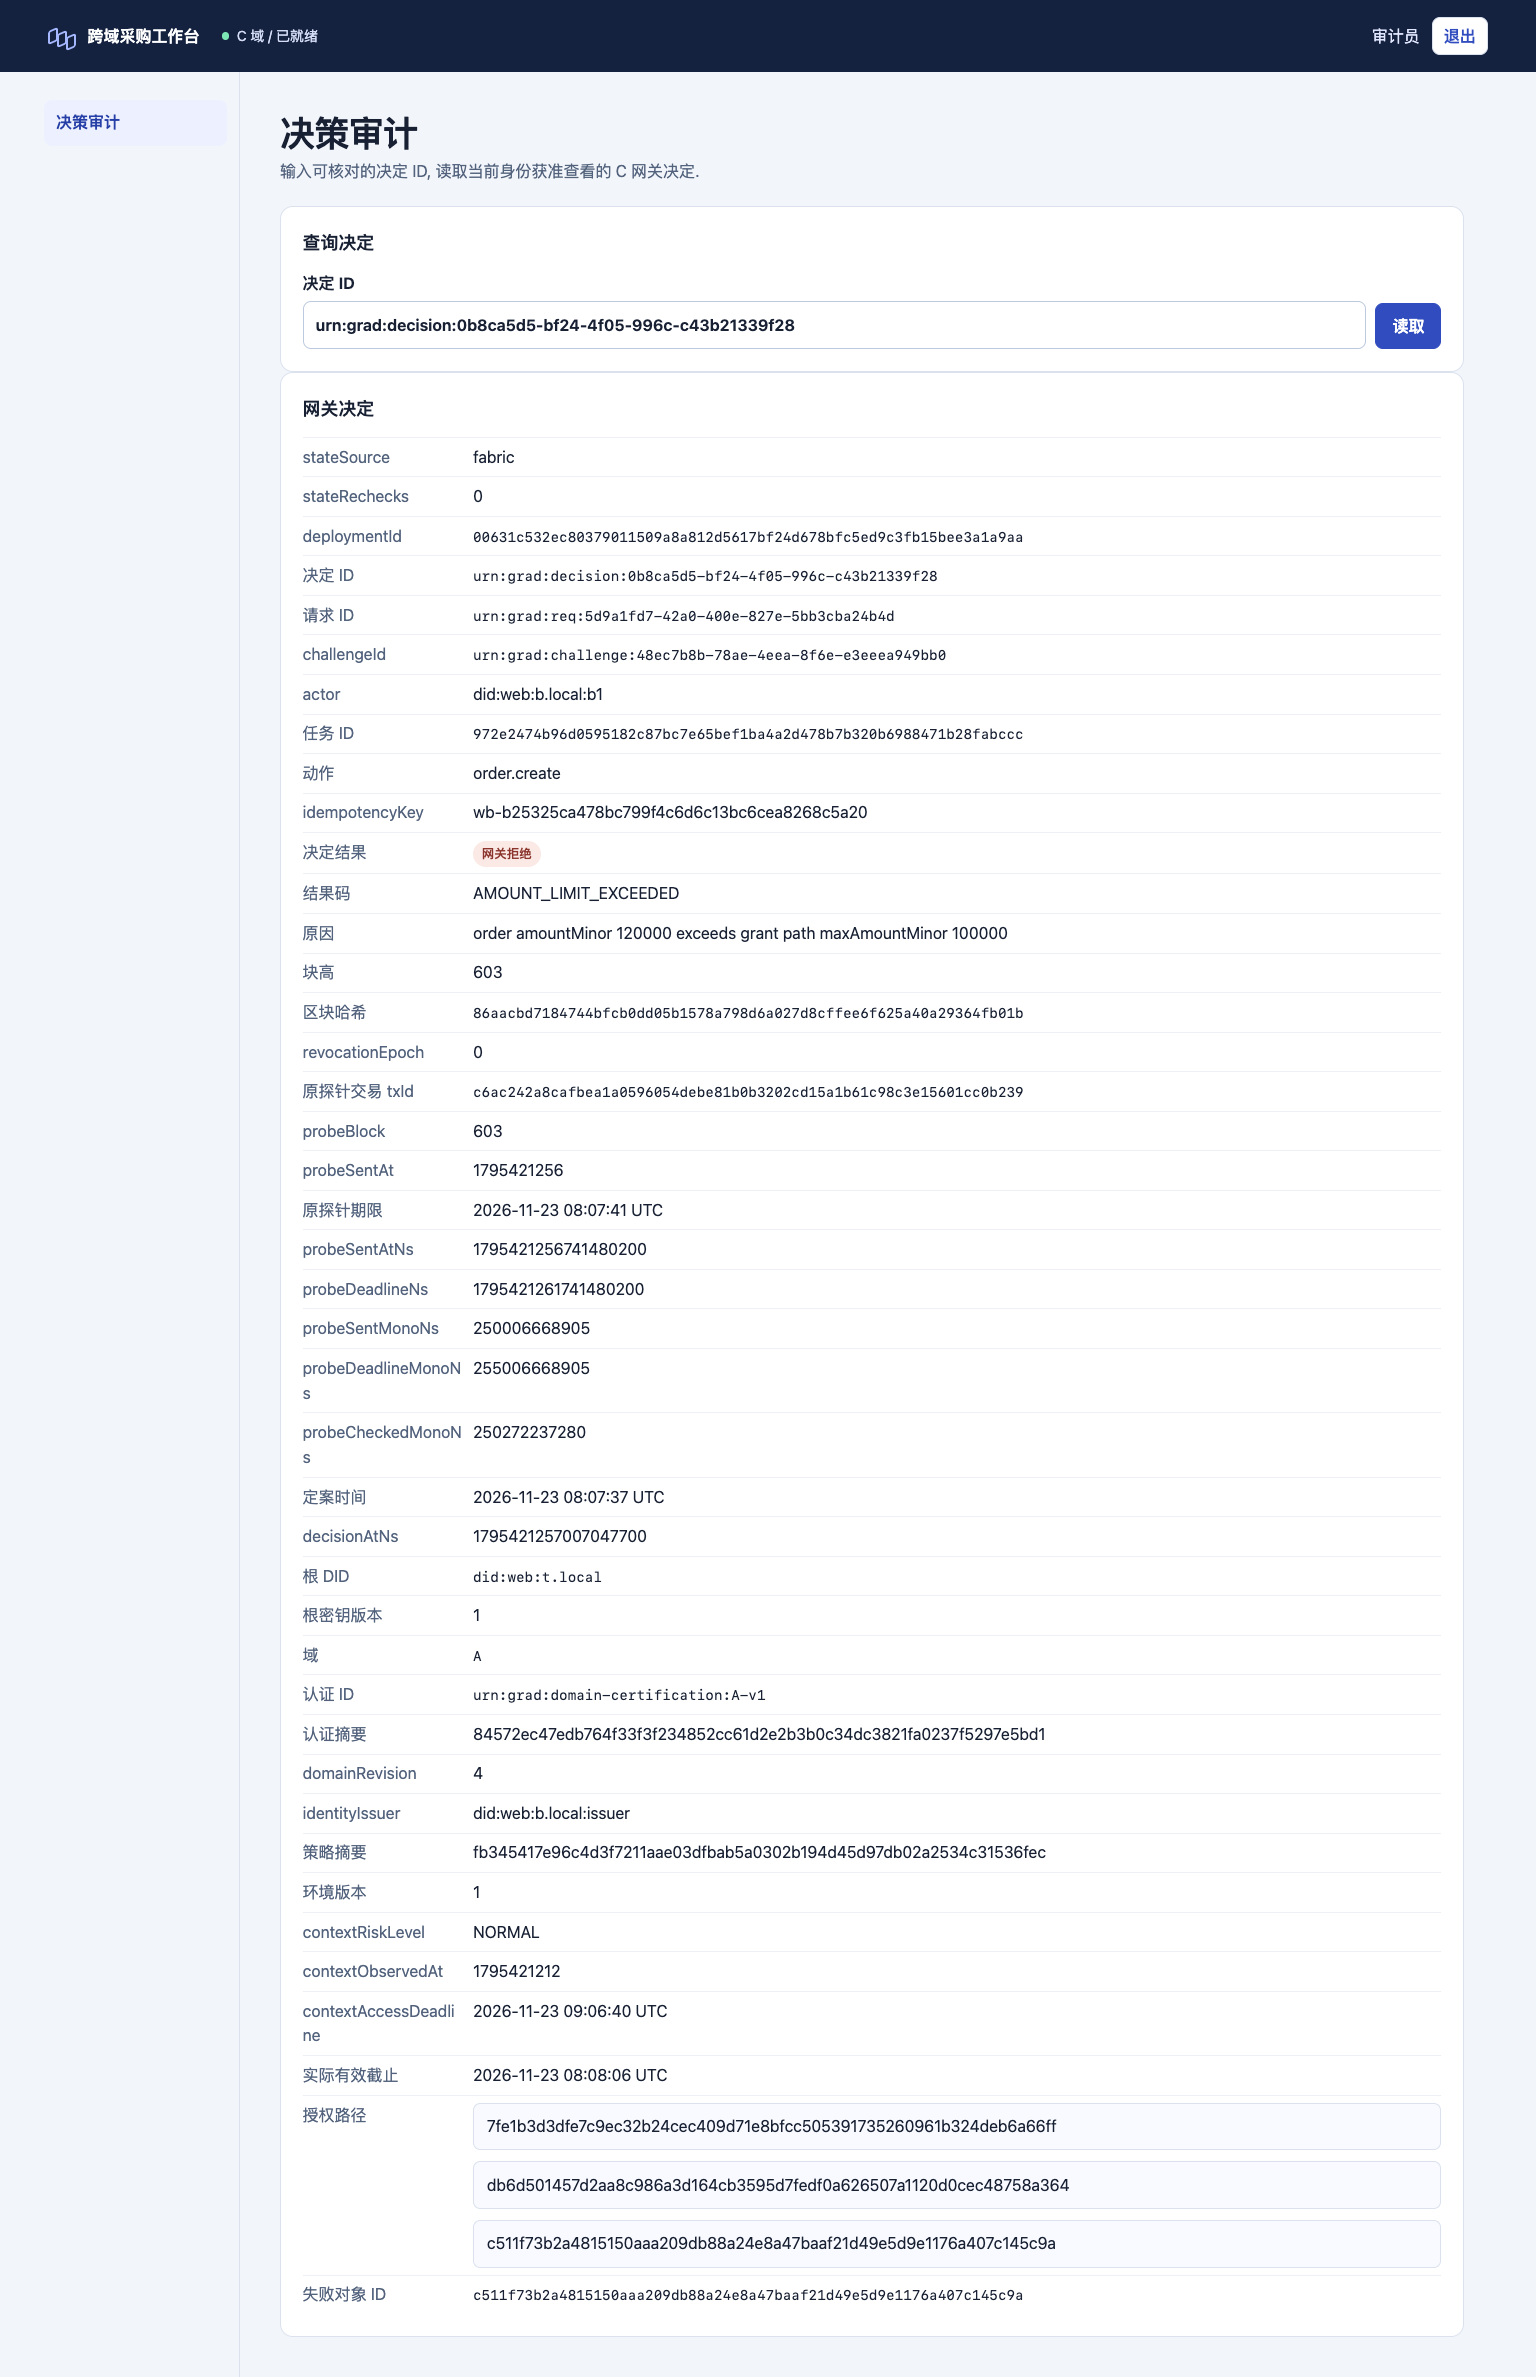 跨域采购工作台
C 域 / 已就绪
审计员
退出
决策审计
决策审计
输入可核对的决定 ID, 读取当前身份获准查看的 C 网关决定.
查询决定
决定 ID
urn:grad:decision:0b8ca5d5-bf24-4f05-996c-c43b21339f28
读取
网关决定
stateSource fabric
stateRechecks 0
deploymentId 00631c532ec80379011509a8a812d5617bf24d678bfc5ed9c3fb15bee3a1a9aa
决定 ID urn:grad:decision:0b8ca5d5-bf24-4f05-996c-c43b21339f28
请求 ID urn:grad:req:5d9a1fd7-42a0-400e-827e-5bb3cba24b4d
challengeId urn:grad:challenge:48ec7b8b-78ae-4eea-8f6e-e3eeea949bb0
actor did:web:b.local:b1
任务 ID 972e2474b96d0595182c87bc7e65bef1ba4a2d478b7b320b6988471b28fabccc
动作 order.create
idempotencyKey wb-b25325ca478bc799f4c6d6c13bc6cea8268c5a20
决定结果 网关拒绝
结果码 AMOUNT_LIMIT_EXCEEDED
原因 order amountMinor 120000 exceeds grant path maxAmountMinor 100000
块高 603
区块哈希 86aacbd7184744bfcb0dd05b1578a798d6a027d8cffee6f625a40a29364fb01b
revocationEpoch 0
原探针交易 txId c6ac242a8cafbea1a0596054debe81b0b3202cd15a1b61c98c3e15601cc0b239
probeBlock 603
probeSentAt 1795421256
原探针期限 2026-11-23 08:07:41 UTC
probeSentAtNs 1795421256741480200
probeDeadlineNs 1795421261741480200
probeSentMonoNs 250006668905
probeDeadlineMonoN 255006668905
s
probeCheckedMonoN 250272237280
s
定案时间 2026-11-23 08:07:37 UTC
decisionAtNs 1795421257007047700
根 DID did:web:t.local
根密钥版本 1
域 A
认证 ID urn:grad:domain-certification:A-v1
认证摘要 84572ec47edb764f33f3f234852cc61d2e2b3b0c34dc3821fa0237f5297e5bd1
domainRevision 4
identityIssuer did:web:b.local:issuer
策略摘要 fb345417e96c4d3f7211aae03dfbab5a0302b194d45d97db02a2534c31536fec
环境版本 1
contextRiskLevel NORMAL
contextObservedAt 1795421212
contextAccessDeadli 2026-11-23 09:06:40 UTC
ne
实际有效截止 2026-11-23 08:08:06 UTC
授权路径 7fe1b3d3dfe7c9ec32b24cec409d71e8bfcc505391735260961b324deb6a66ff
db6d501457d2aa8c986a3d164cb3595d7fedf0a626507a1120d0cec48758a364
c511f73b2a4815150aaa209db88a24e8a47baaf21d49e5d9e1176a407c145c9a
失败对象 ID c511f73b2a4815150aaa209db88a24e8a47baaf21d49e5d9e1176a407c145c9a